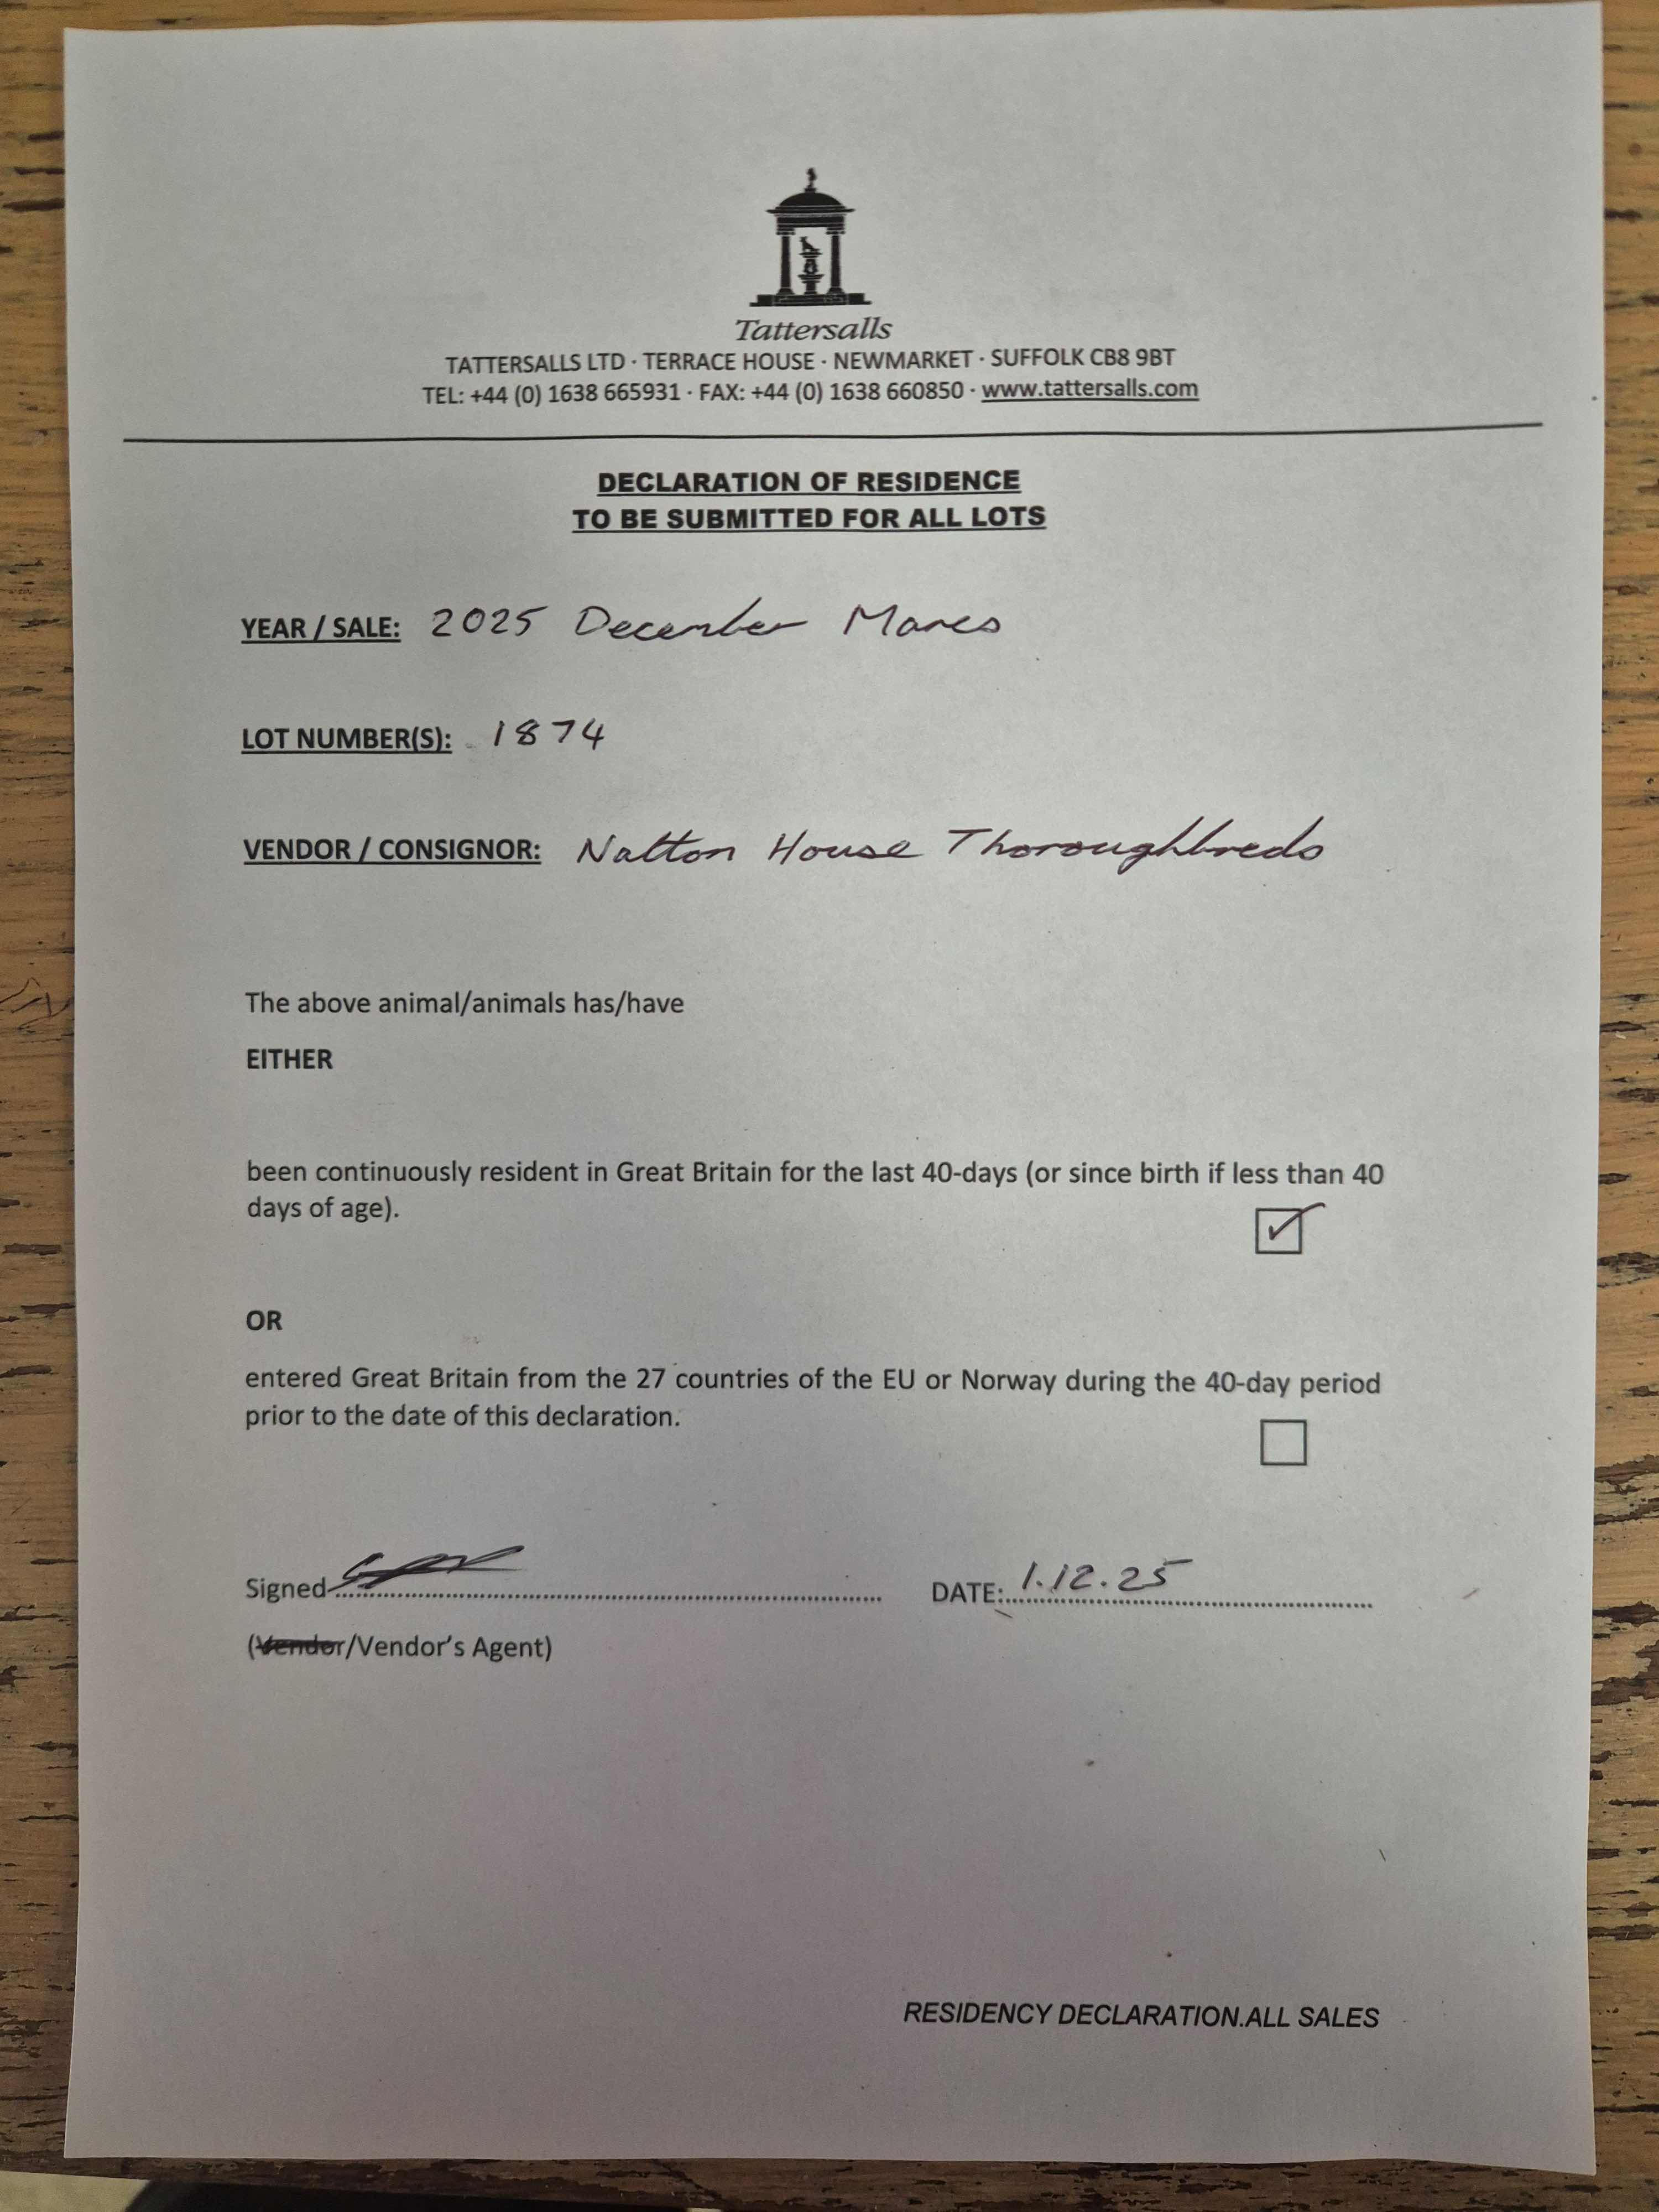 Tattersalls
TATTERSALLS LTD · TERRACE HOUSE · NEWMARKET · SUFFOLK CB8 9BT
TEL: +44 (0) 1638 665931 · FAX: +44 (0) 1638 660850 · www.tattersalls.com
DECLARATION OF RESIDENCE
TO BE SUBMITTED FOR ALL LOTS
YEAR / SALE: 2025 December Mares
LOT NUMBER(S): 1874
VENDOR / CONSIGNOR: Natton House Thoroughbreds
The above animal/animals has/have
EITHER
been continuously resident in Great Britain for the last 40-days (or since birth if less than 40
days of age).
OR
entered Great Britain from the 27 countries of the EU or Norway during the 40-day period
prior to the date of this declaration.
Signed DATE: 1.12.25
(Vendor/Vendor's Agent)
RESIDENCY DECLARATION.ALL SALES